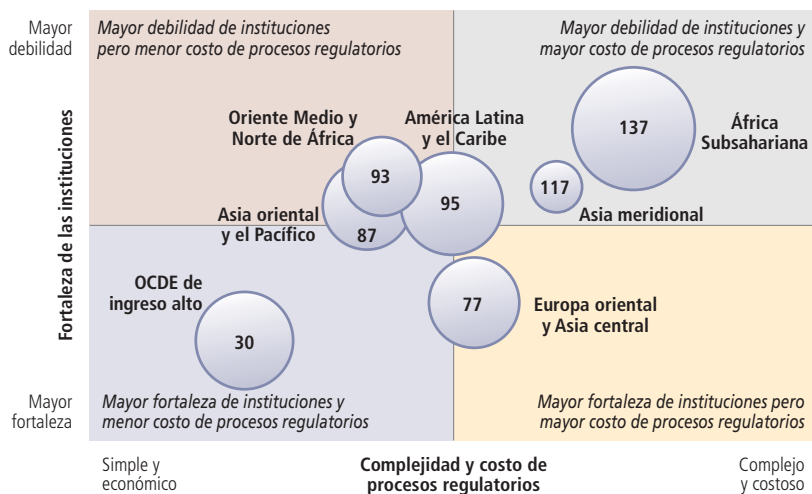 Mayor
debilidad
Mayor debilidad de instituciones
pero menor costo de procesos regulatorios
Mayor debilidad de instituciones y
mayor costo de procesos regulatorios
Fortaleza de las instituciones
Oriente Medio y
Norte de África
América Latina
y el Caribe
137
África
Subsahariana
93
117
95
Asia oriental
y el Pacífico
87
Asia meridional
OCDE de
ingreso alto
77
Europa oriental
y Asia central
30
Mayor
fortaleza
Mayor fortaleza de instituciones y
menor costo de procesos regulatorios
Mayor fortaleza de instituciones pero
mayor costo de procesos regulatorios
Simple y
económico
Complejidad y costo de
procesos regulatorios
Complejo
y costoso